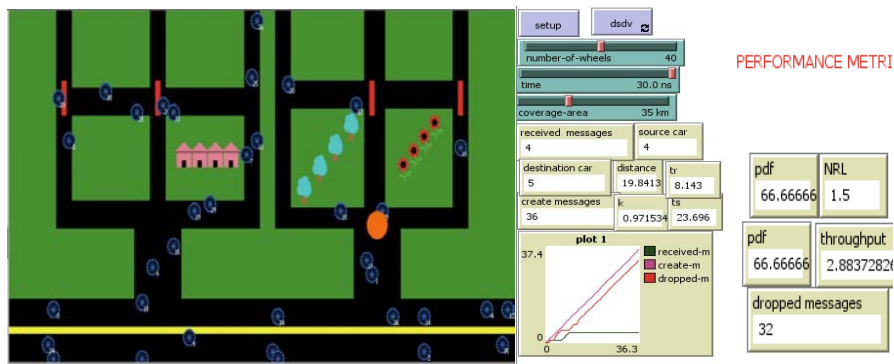 setup
dsdv
number-of-wheels 40
time 30.0 ns
coverage-area 35 km
PERFORMANCE METRI
received messages
4
source car
4
destination car
5
distance
19.8413
tr
8.143
create messages
36
k
0.971534
ts
23.696
plot 1
37.4
0
0
36.3
received-m
create-m
dropped-m
pdf
66.66666
NRL
1.5
pdf
66.66666
throughput
2.88372826
dropped messages
32